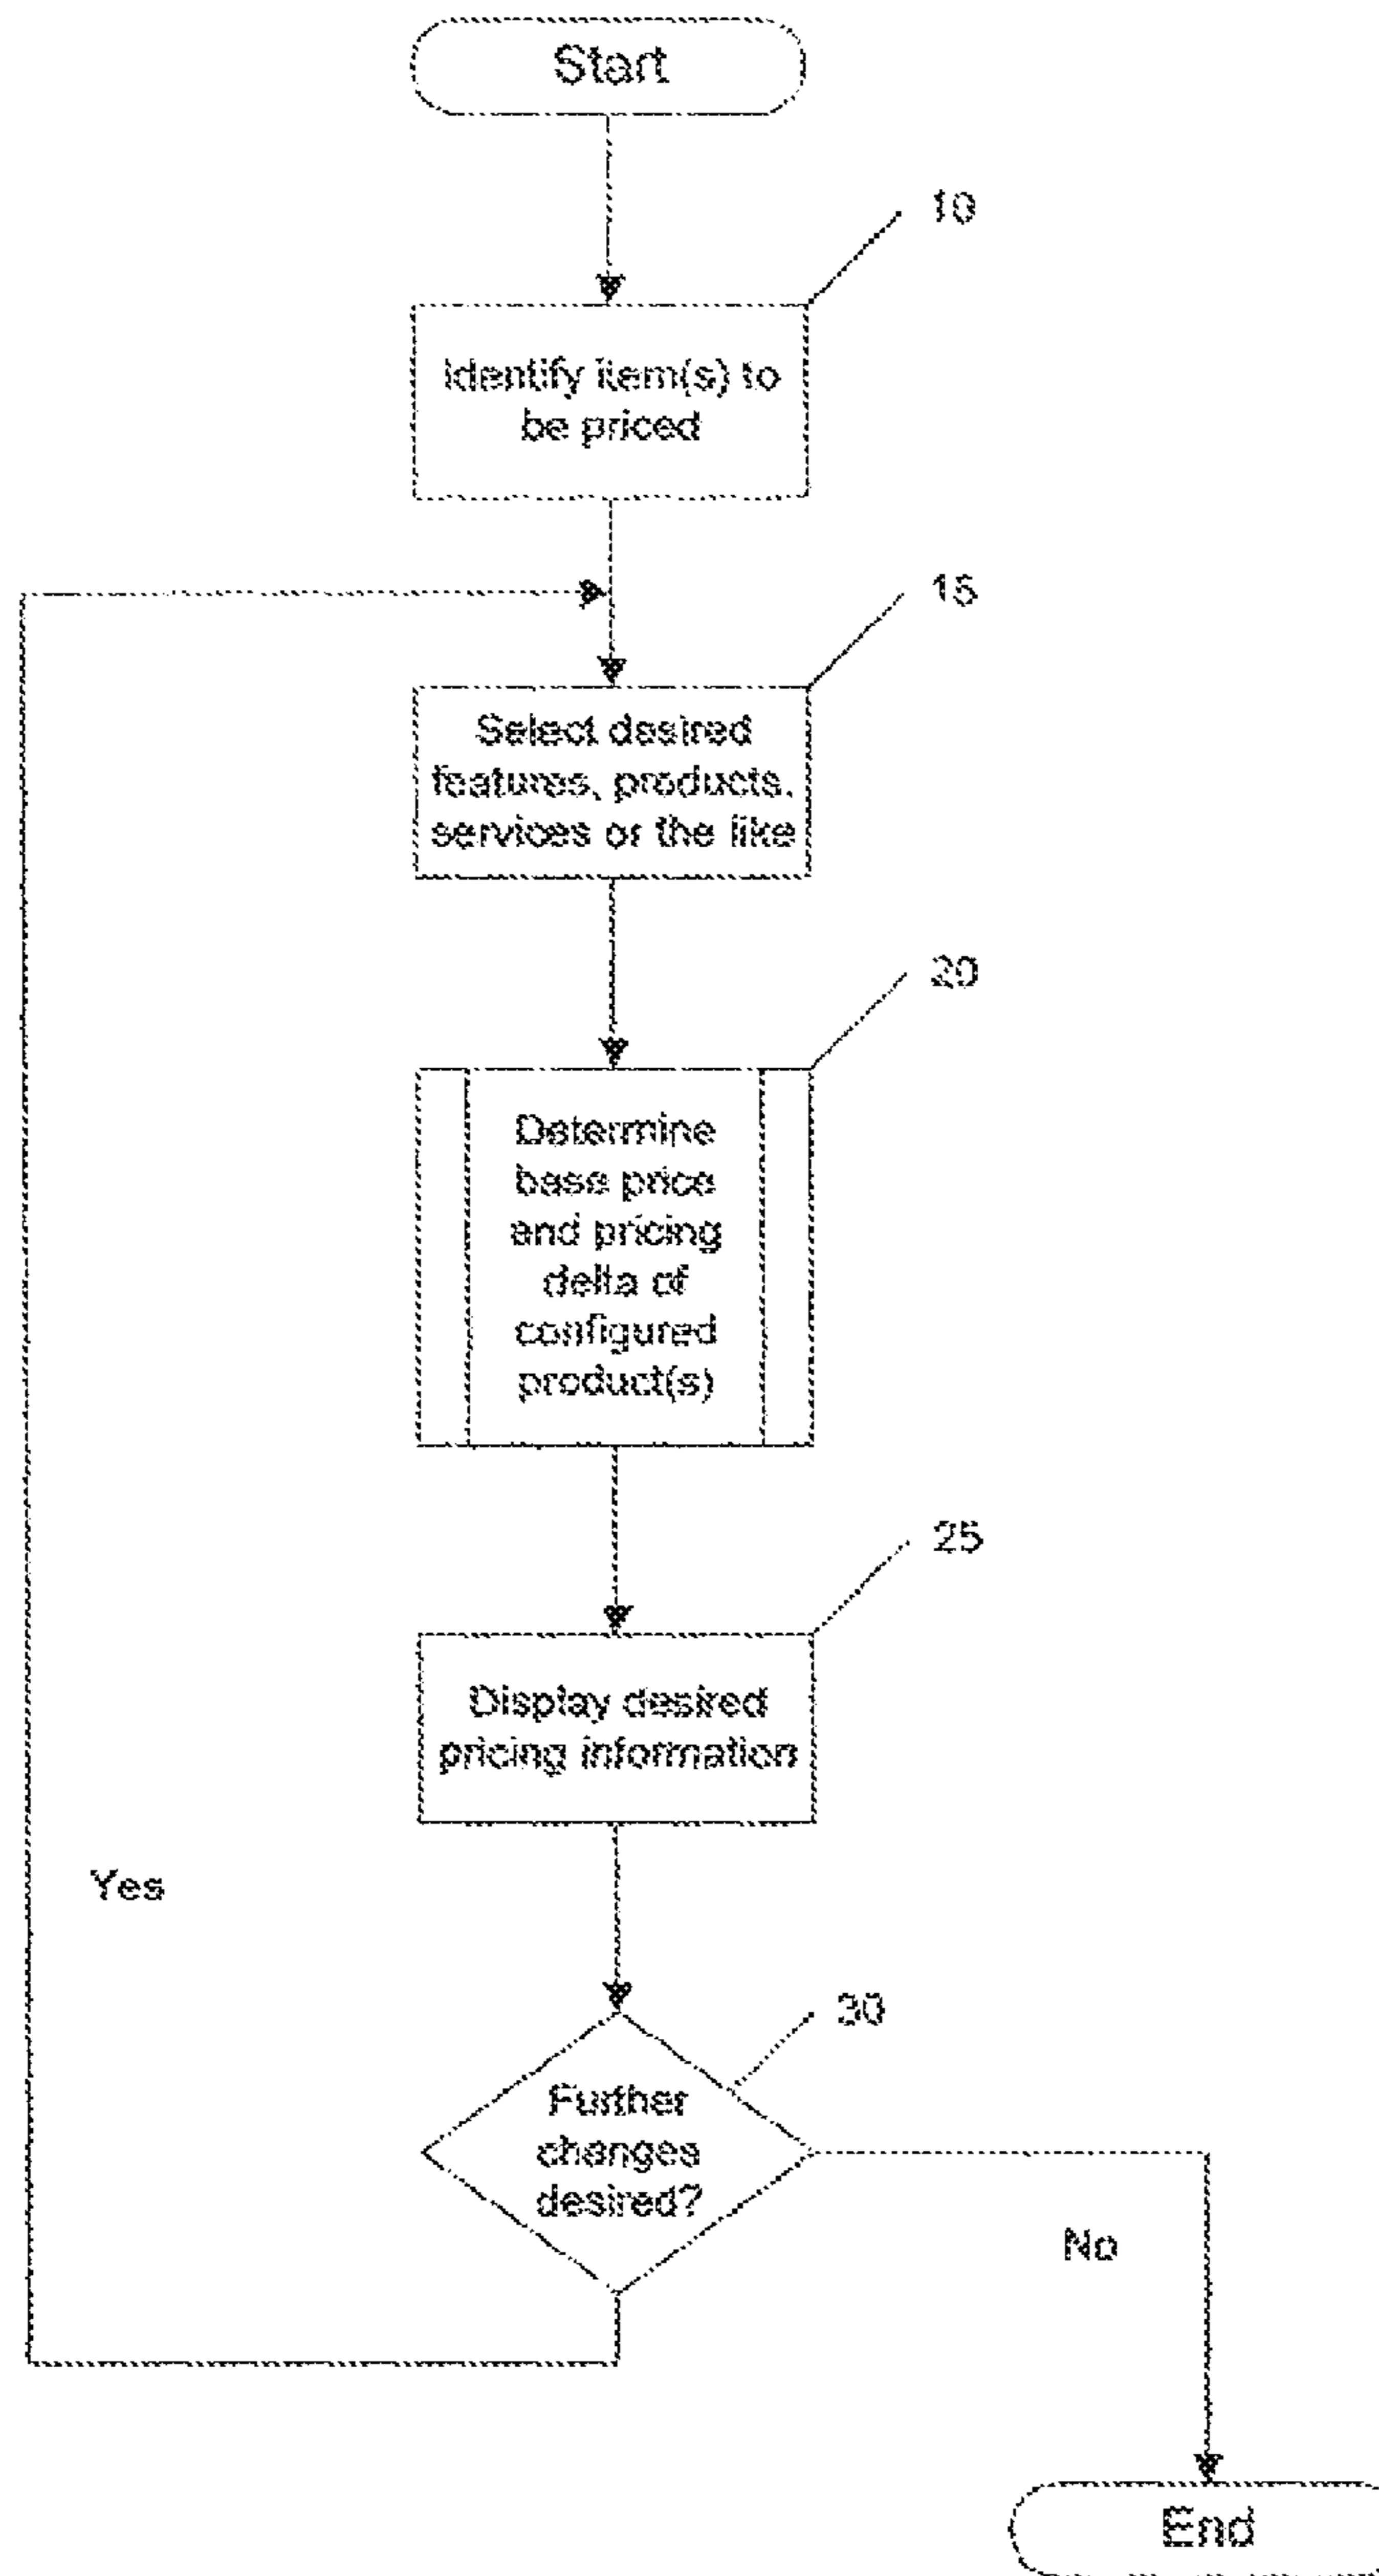 Start
10
Identify item(s) to
be priced
15
Select desired
features, products,
services or the like
20
Determine
base price
and pricing
delta of
configured
product(s)
25
Display desired
pricing information
Yes
30
Further
changes
desired?
No
End